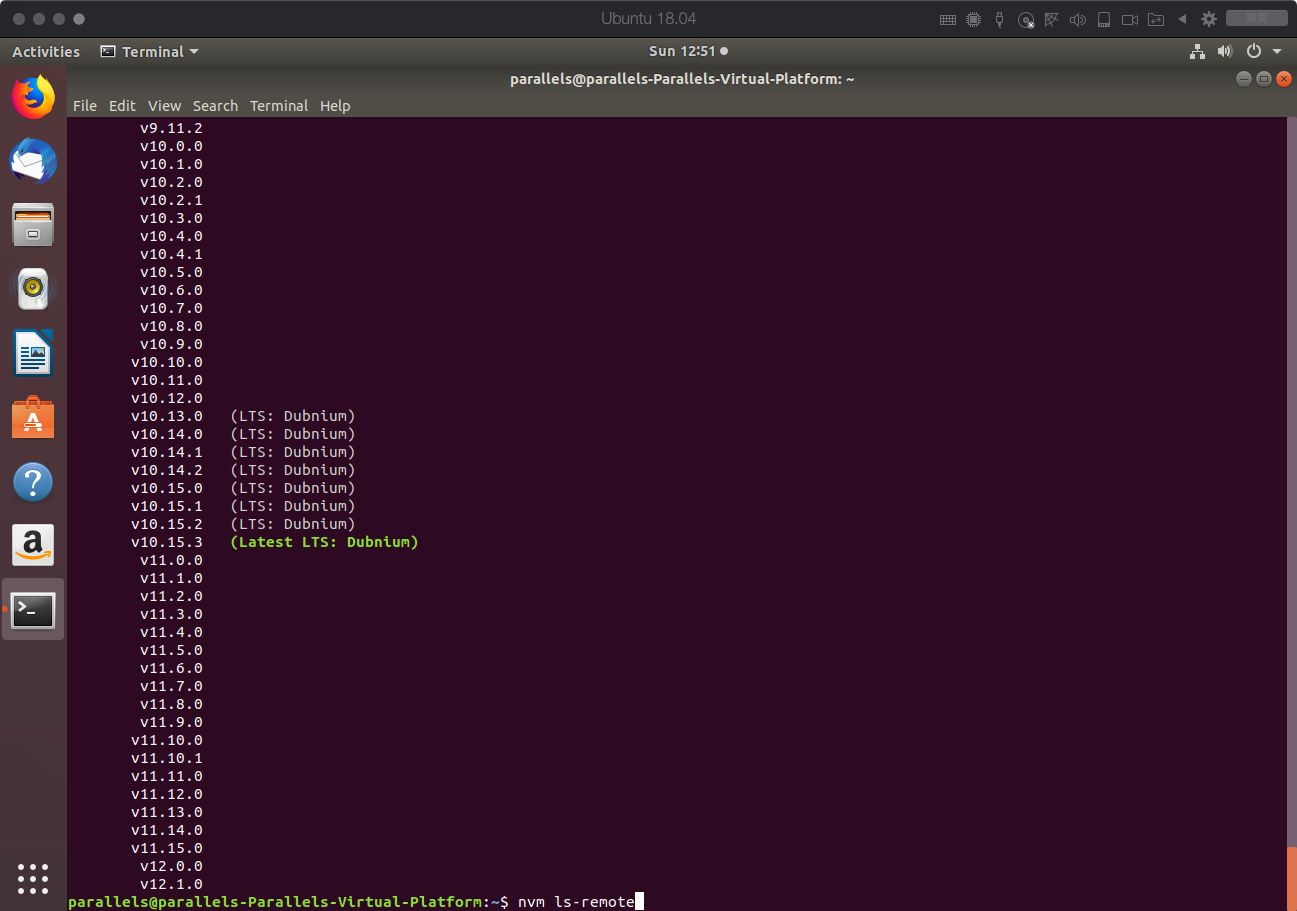 Ubuntu 18.04
Activities Terminal Sun 12:51
parallels@parallels-Parallels-Virtual-Platform: ~
File Edit View Search Terminal Help
v9.11.2
v10.0.0
v10.1.0
v10.2.0
v10.2.1
v10.3.0
v10.4.0
v10.4.1
v10.5.0
v10.6.0
v10.7.0
v10.8.0
v10.9.0
v10.10.0
v10.11.0
v10.12.0
v10.13.0 (LTS: Dubnium)
v10.14.0 (LTS: Dubnium)
v10.14.1 (LTS: Dubnium)
v10.14.2 (LTS: Dubnium)
v10.15.0 (LTS: Dubnium)
v10.15.1 (LTS: Dubnium)
v10.15.2 (LTS: Dubnium)
v10.15.3 (Latest LTS: Dubnium)
v11.0.0
v11.1.0
v11.2.0
v11.3.0
v11.4.0
v11.5.0
v11.6.0
v11.7.0
v11.8.0
v11.9.0
v11.10.0
v11.10.1
v11.11.0
v11.12.0
v11.13.0
v11.14.0
v11.15.0
v12.0.0
v12.1.0
parallels@parallels-Parallels-Virtual-Platform:~$ nvm ls-remote